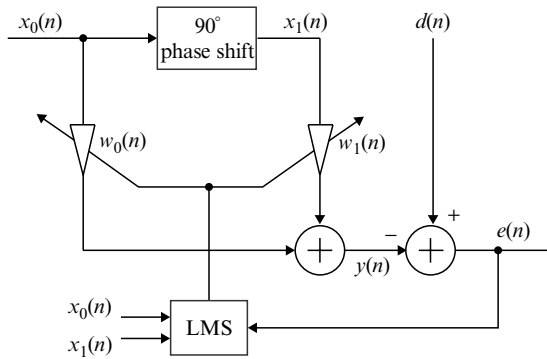 x₀(n)
90°
phase shift
x₁(n)
d(n)
w₀(n)
w₁(n)
+
+
−
+
y(n)
e(n)
x₀(n)
x₁(n)
LMS